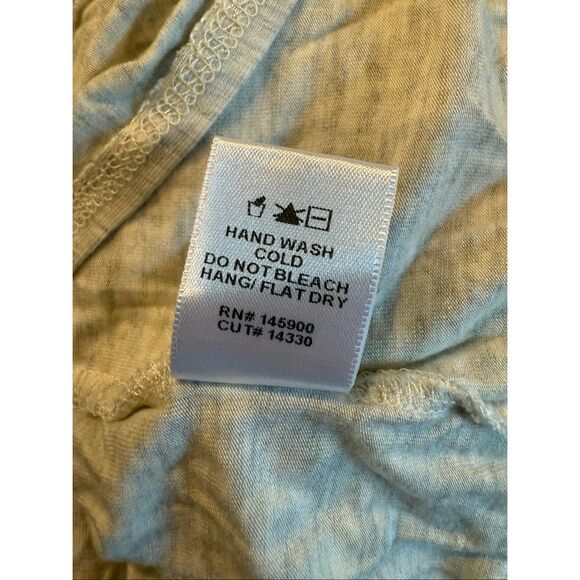 HAND WASH
COLD
DO NOT BLEACH
HANG/ FLAT DRY
RN# 145900
CUT# 14330